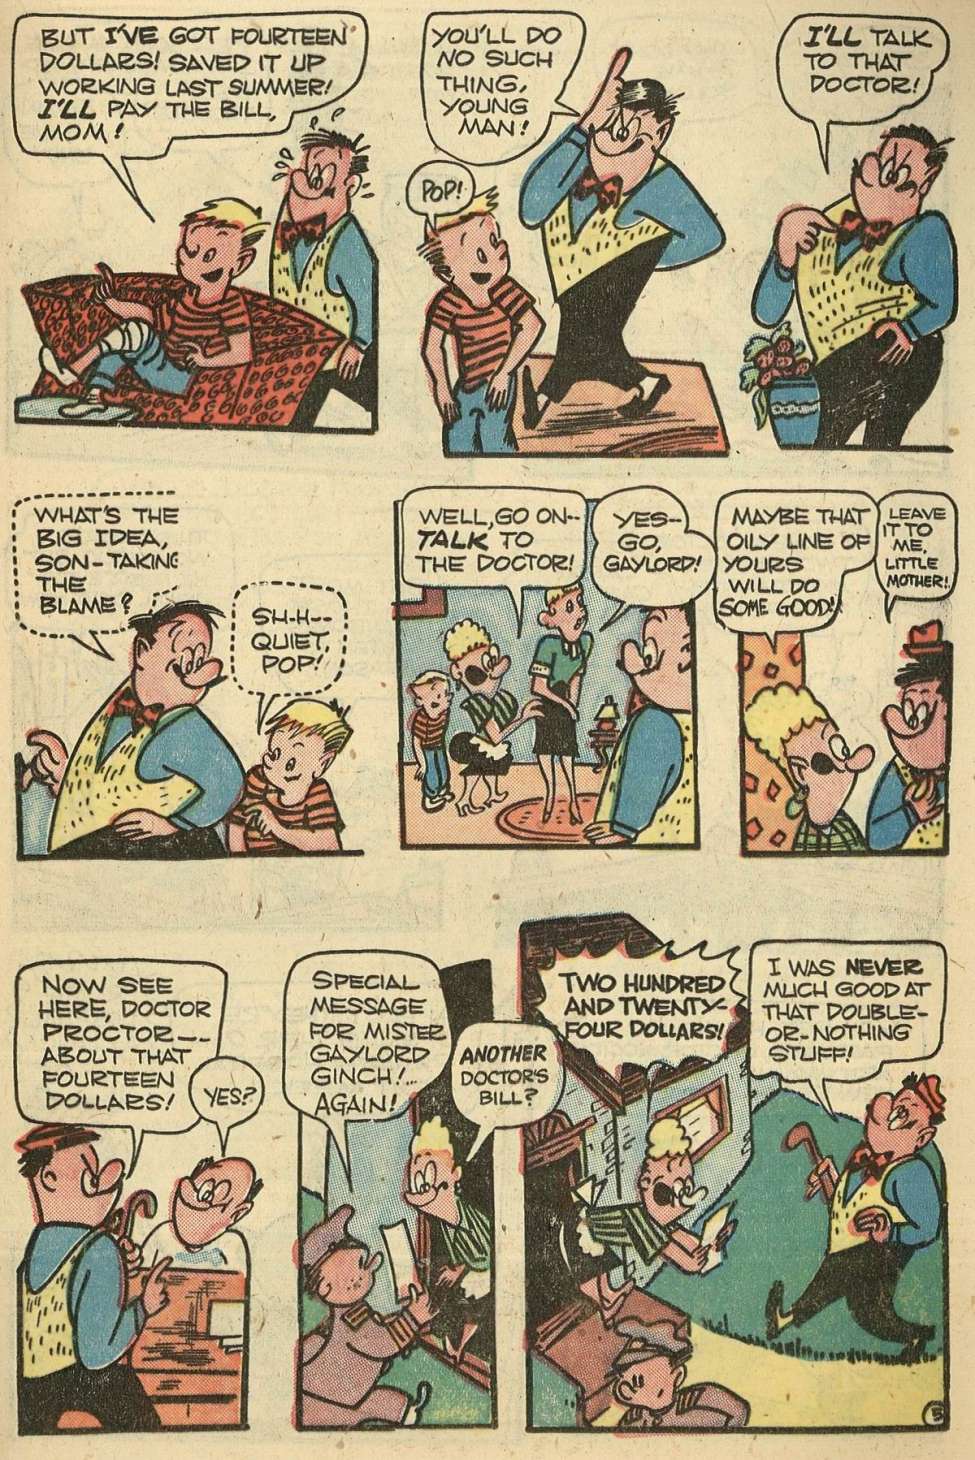 BUT I'VE GOT FOURTEEN
DOLLARS! SAVED IT UP
WORKING LAST SUMMER!
I'LL PAY THE BILL,
MOM!
YOU'LL DO
NO SUCH
THING,
YOUNG
MAN!
POP!
I'LL TALK
TO THAT
DOCTOR!
WHAT'S THE
BIG IDEA,
SON-TAKING
THE
BLAME?
SH-H--
QUIET,
POP!
WELL, GO ON--
TALK TO
THE DOCTOR!
YES--
GO,
GAYLORD!
MAYBE THAT
OILY LINE OF
YOURS
WILL DO
SOME GOOD!
LEAVE
IT TO
ME,
LITTLE
MOTHER!
NOW SEE
HERE, DOCTOR
PROCTOR--
ABOUT THAT
FOURTEEN
DOLLARS!
YES?
SPECIAL
MESSAGE
FOR MISTER
GAYLORD
GINCH!...
AGAIN!
ANOTHER
DOCTOR'S
BILL?
TWO HUNDRED
AND TWENTY-
FOUR DOLLARS!
I WAS NEVER
MUCH GOOD AT
THAT DOUBLE-
OR-NOTHING
STUFF!
5